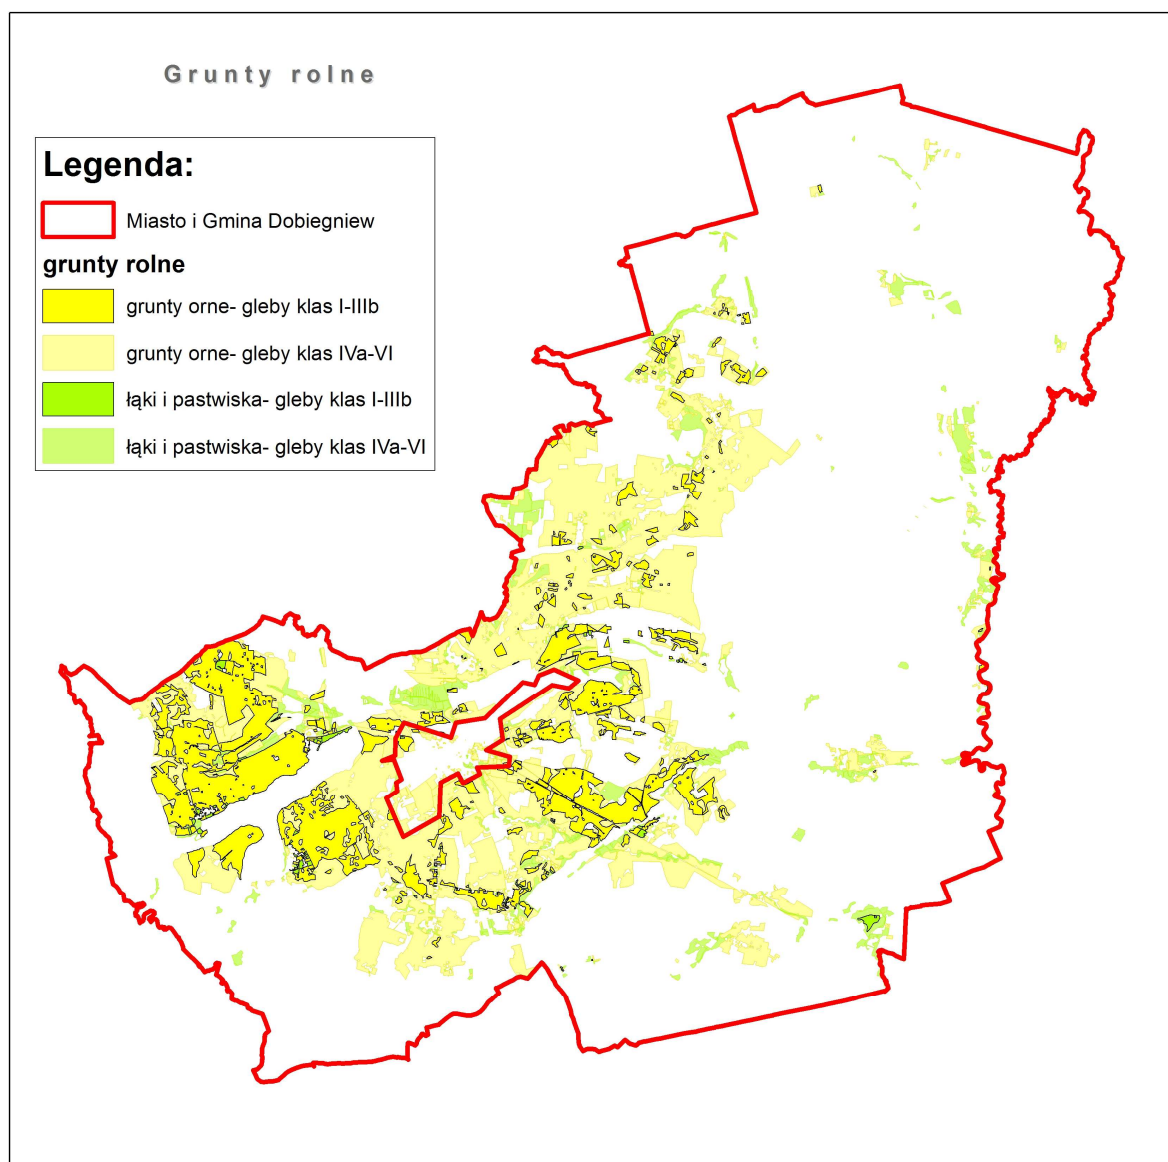 Grunty rolne
Legenda:
Miasto i Gmina Dobiegniew
grunty rolne
grunty orne- gleby klas I-IIIb
grunty orne- gleby klas IVa-VI
łąki i pastwiska- gleby klas I-IIIb
łąki i pastwiska- gleby klas IVa-VI